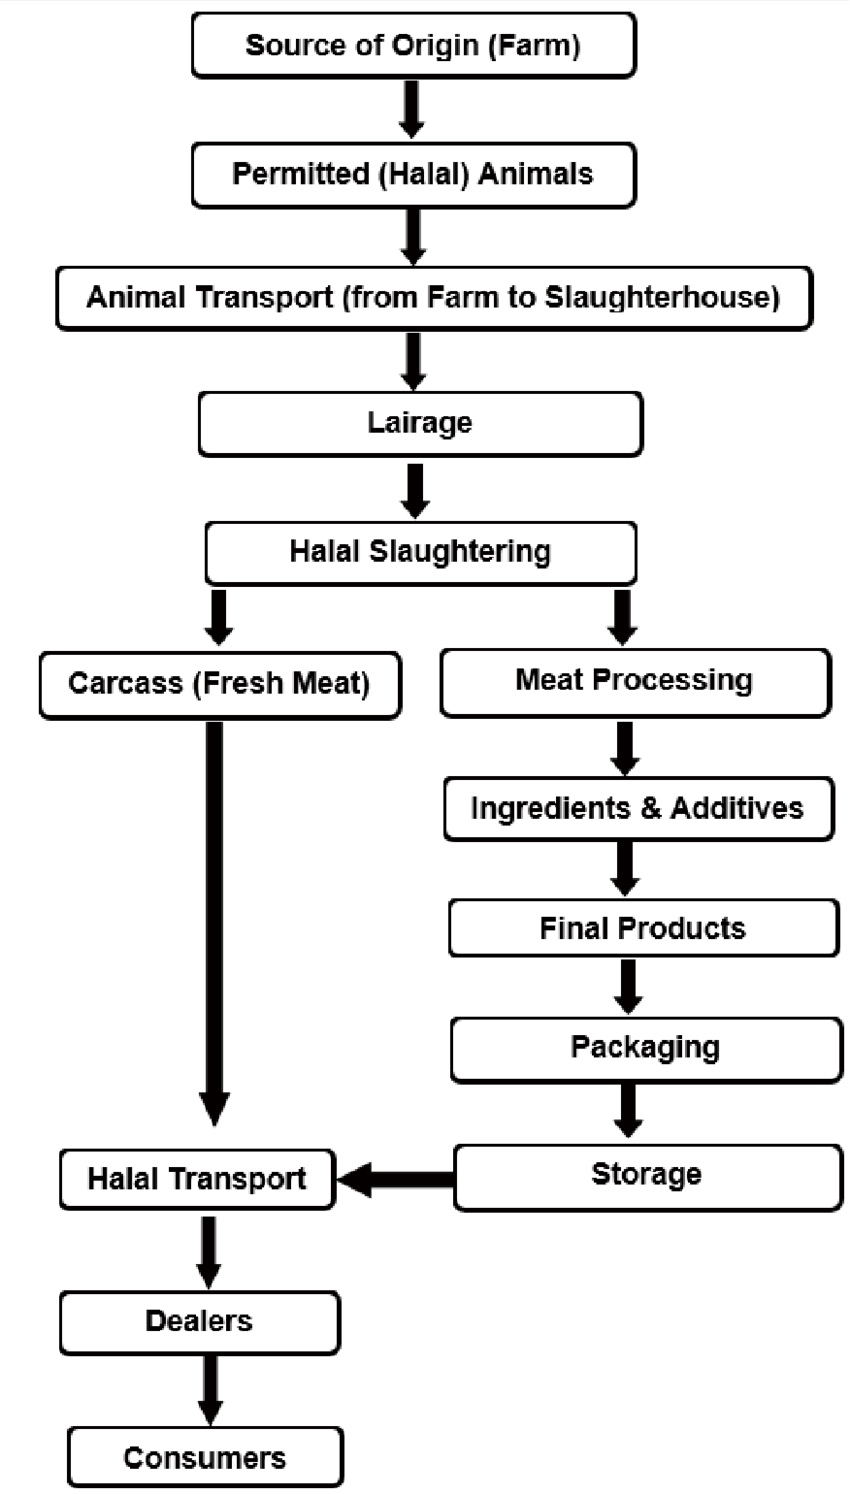 Source of Origin (Farm)
Permitted (Halal) Animals
Animal Transport (from Farm to Slaughterhouse)
Lairage
Halal Slaughtering
Carcass (Fresh Meat)
Meat Processing
Ingredients & Additives
Final Products
Packaging
Storage
Halal Transport
Dealers
Consumers